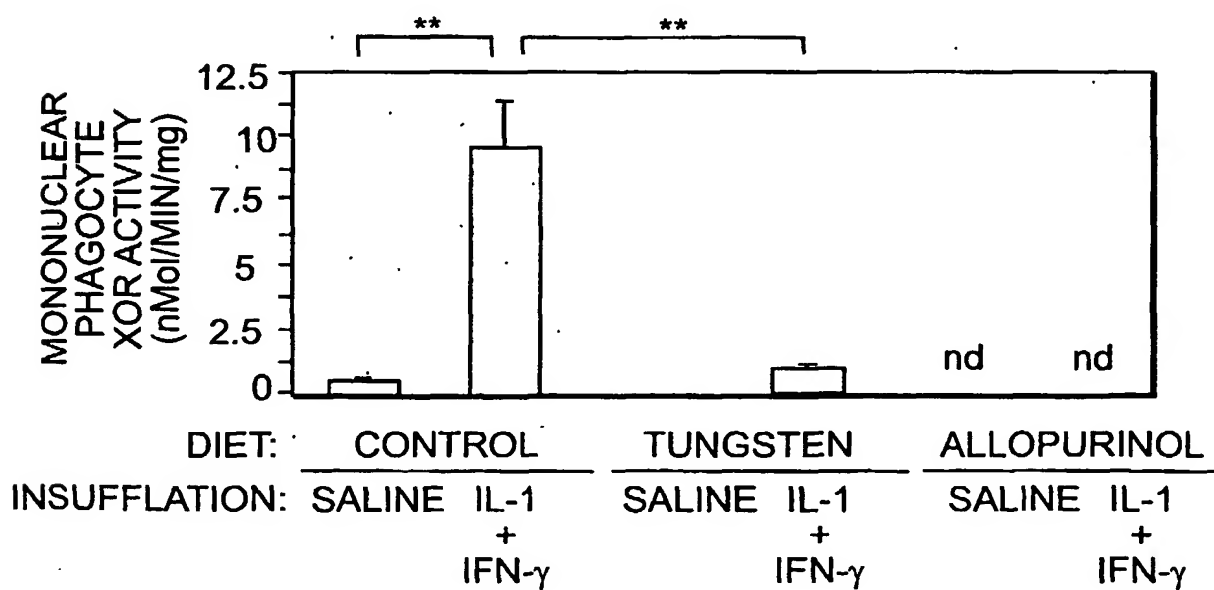 ** **
MONONUCLEAR
PHAGOCYTE
XOR ACTIVITY
(nMol/MIN/mg)
12.5
10
7.5
5
2.5
0
nd nd
DIET: CONTROL TUNGSTEN ALLOPURINOL
INSUFFLATION: SALINE IL-1 SALINE IL-1 SALINE IL-1
+ + +
IFN-γ IFN-γ IFN-γ